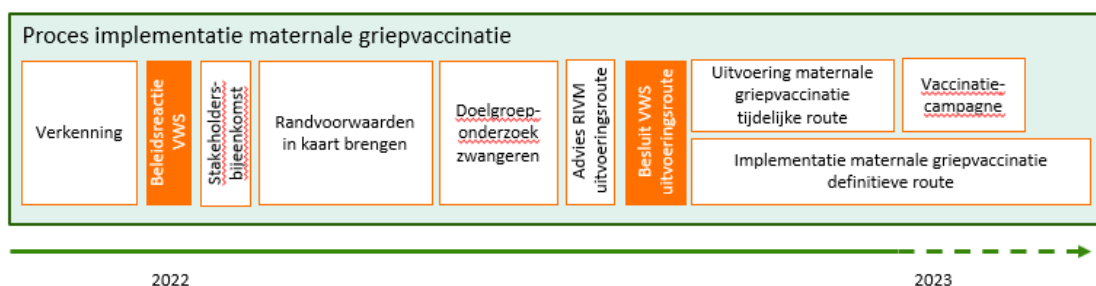 Proces implementatie maternale griepvaccinatie
Verkenning
Beleidsreactie
VWS
Stakeholders-
bijeenkomst
Randvoorwaarden
in kaart brengen
Doelgroep-
onderzoek
zwangeren
Advies RIVM
uitvoeringsroute
Besluit VWS
uitvoeringsroute
Uitvoering maternale
griepvaccinatie
tijdelijke route
Vaccinatie-
campagne
Implementatie maternale griepvaccinatie
definitieve route
2022
2023